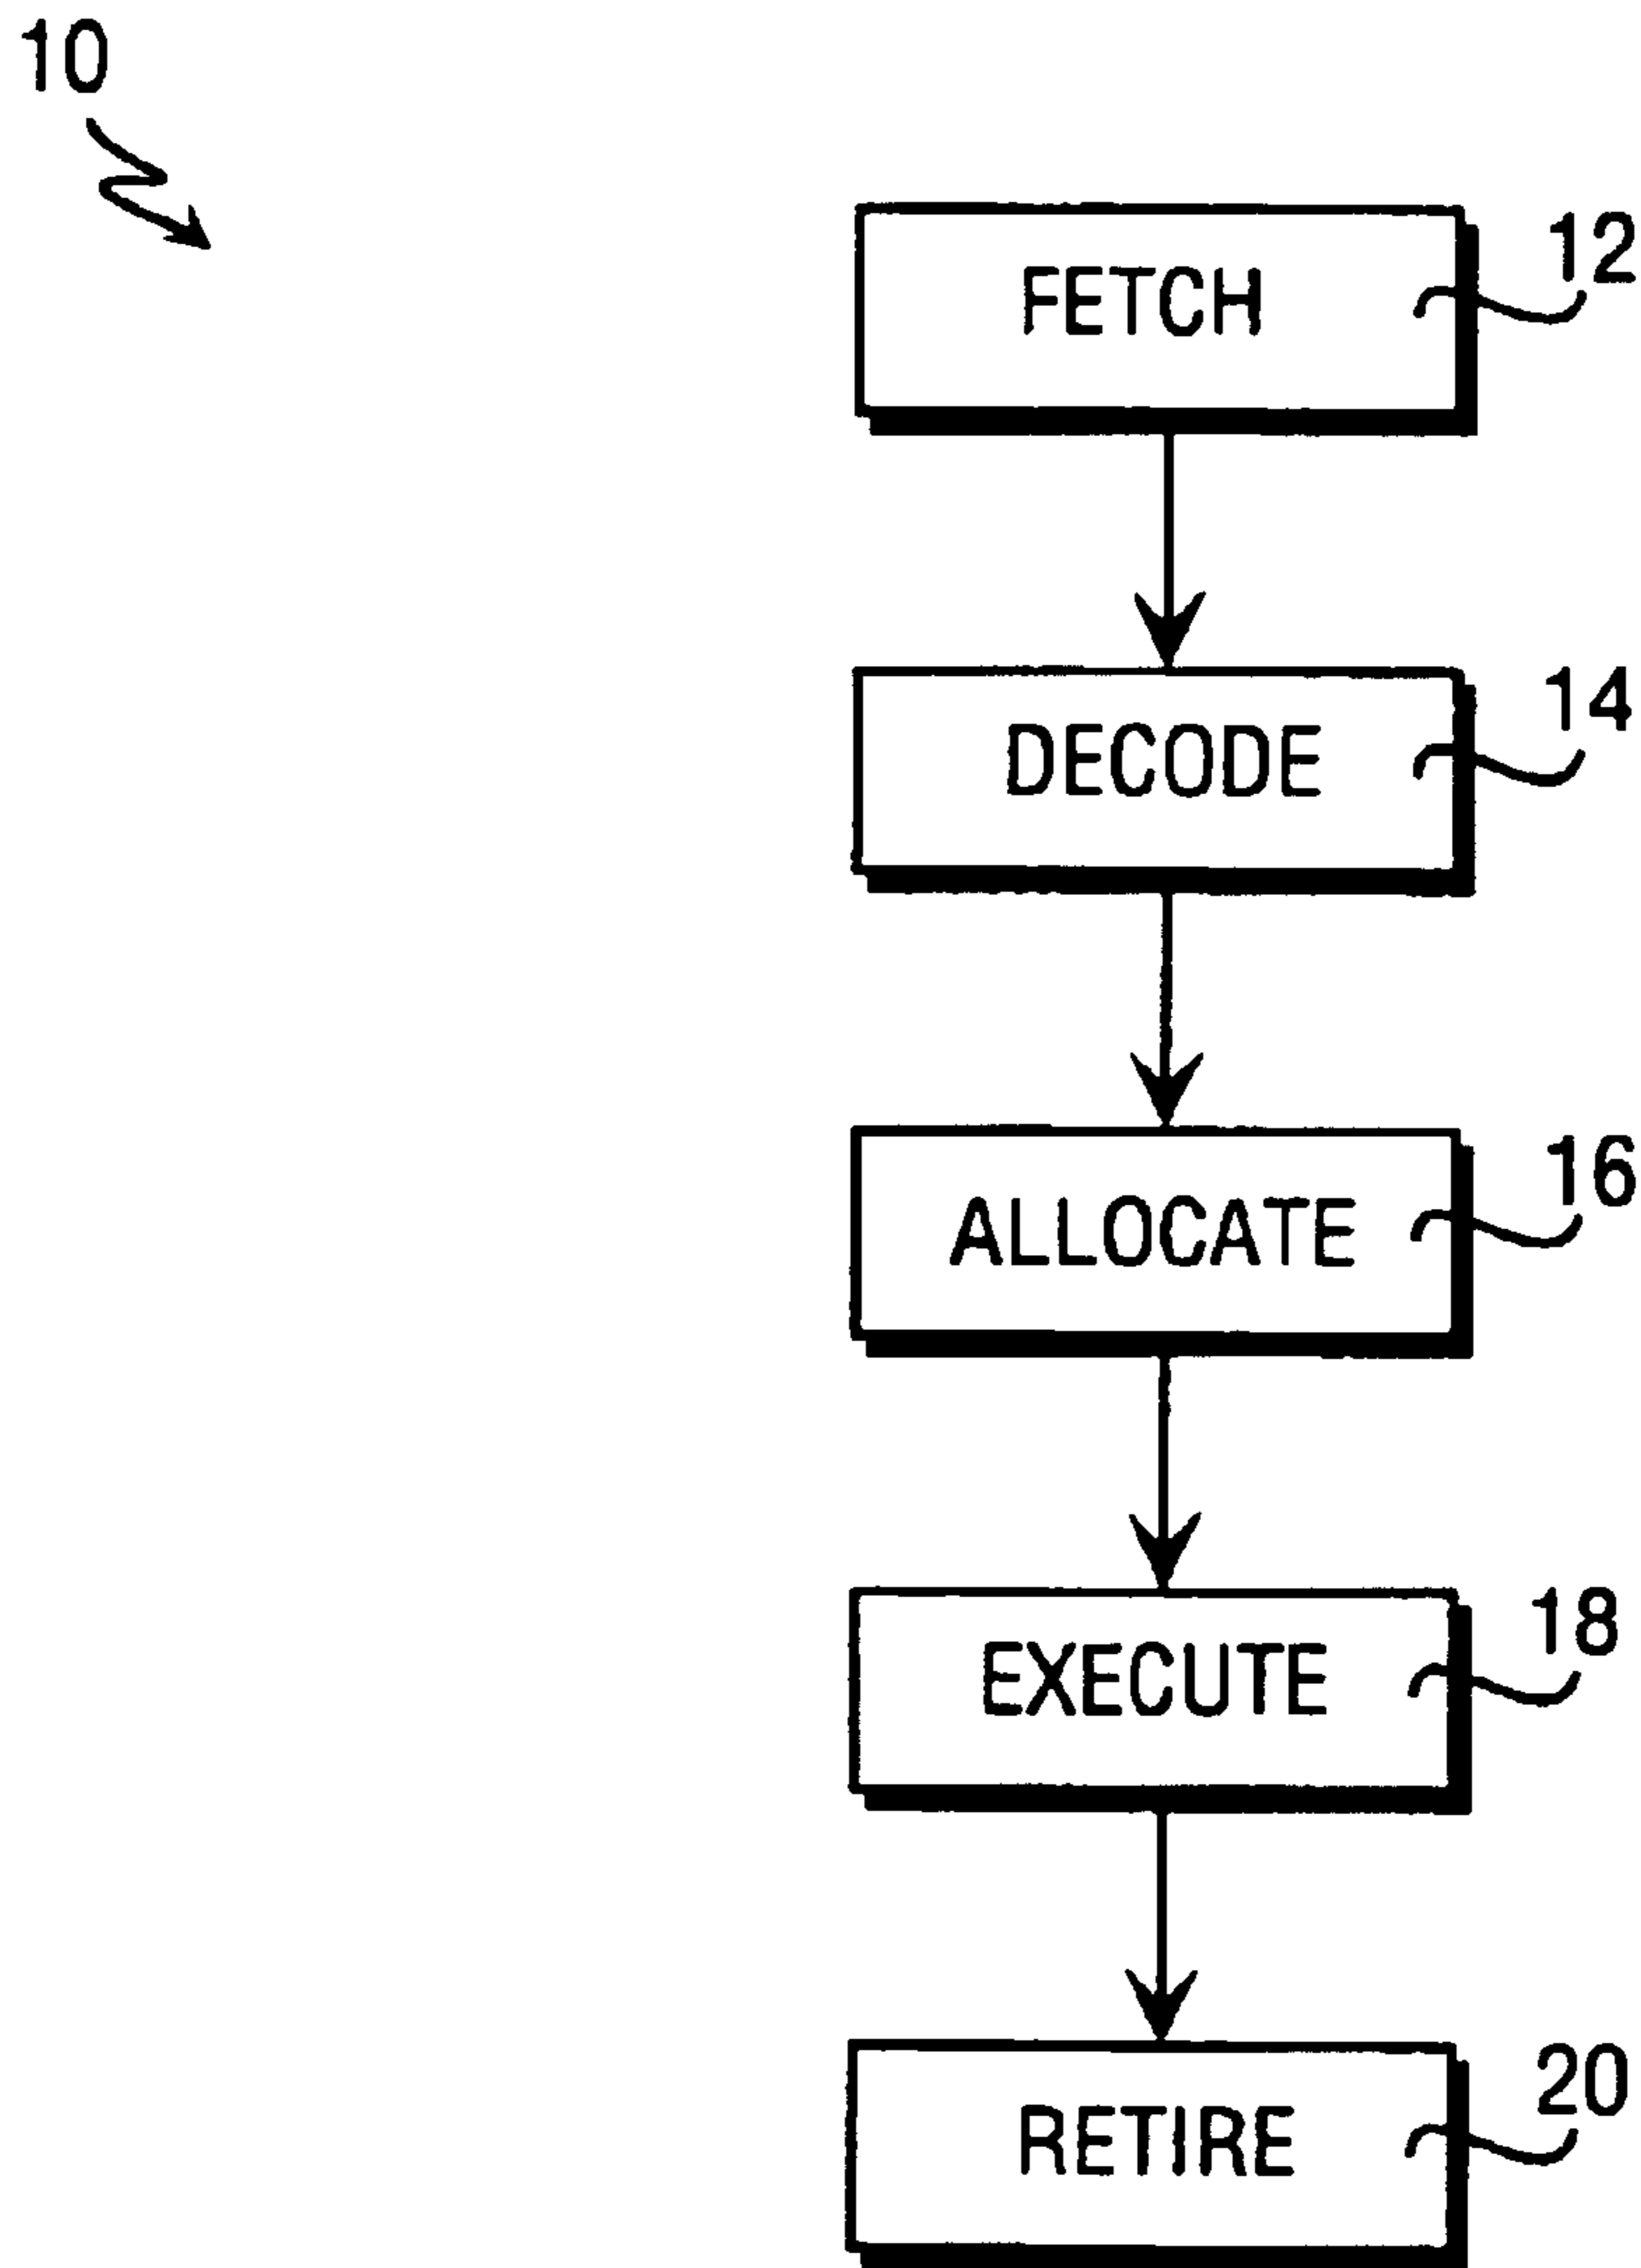 10
12
FETCH
14
DECODE
16
ALLOCATE
18
EXECUTE
20
RETIRE